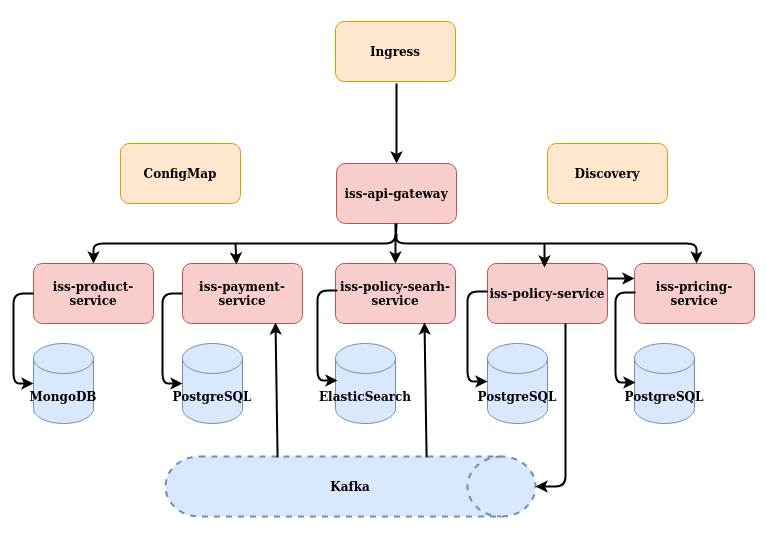 Ingress
ConfigMap
Discovery
iss-api-gateway
iss-product-
service
iss-payment-
service
iss-policy-searh-
service
iss-policy-service
iss-pricing-
service
MongoDB
PostgreSQL
ElasticSearch
PostgreSQL
PostgreSQL
Kafka